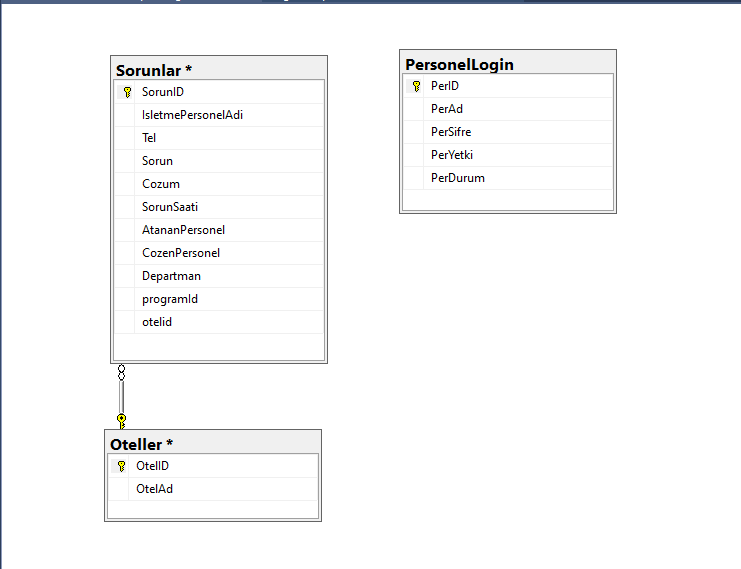 Sorunlar *
SorunID
IsletmePersonelAdi
Tel
Sorun
Cozum
SorunSaati
AtananPersonel
CozenPersonel
Departman
programId
otelid
PersonelLogin
PerID
PerAd
PerSifre
PerYetki
PerDurum
Oteller *
OtelID
OtelAd